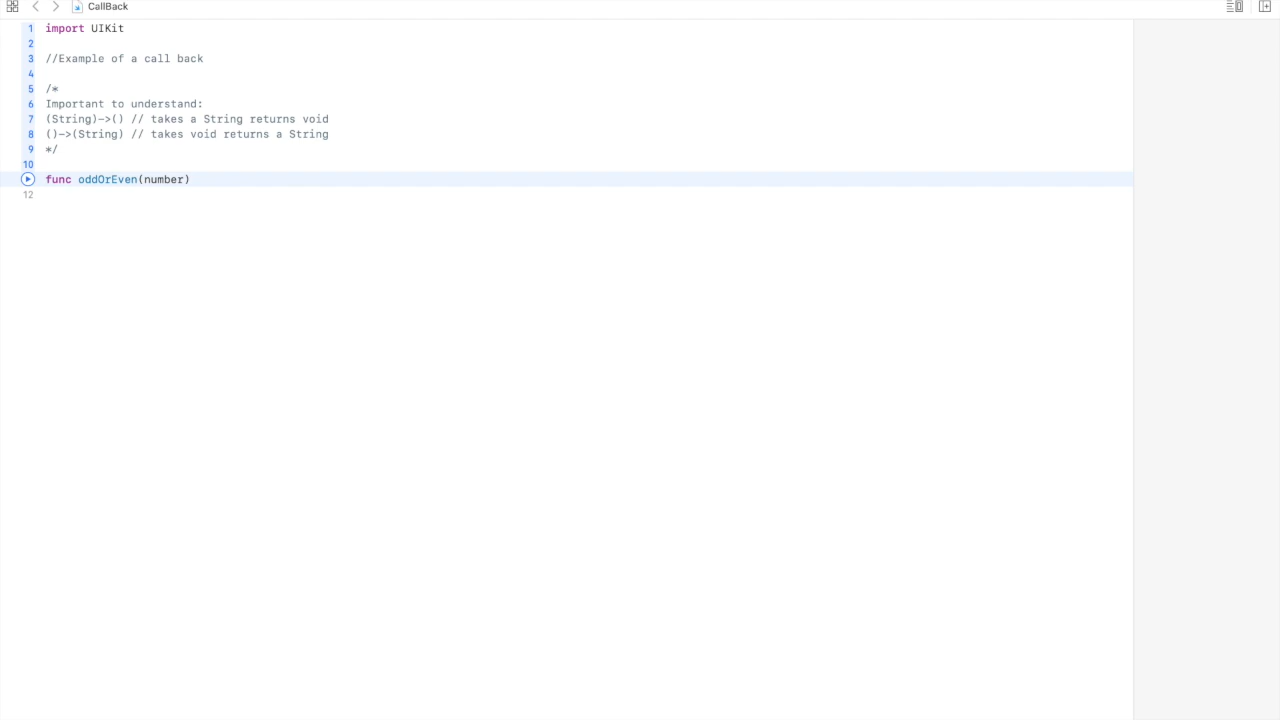 CallBack
1 import UIKit
2
3 //Example of a call back
4
5 /*
6 Important to understand:
7 (String)->() // takes a String returns void
8 ()->(String) // takes void returns a String
9 */
10
func oddOrEven(number)
12